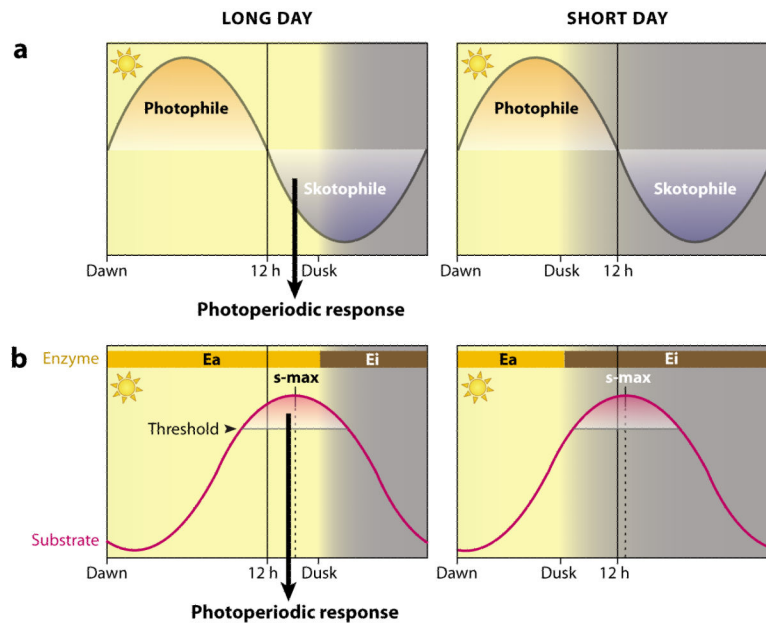 LONG DAY
SHORT DAY
a
Photophile
Skotophile
Photophile
Skotophile
Dawn
12 h
Dusk
Dawn
Dusk
12 h
Photoperiodic response
b
Enzyme
Ea
Ei
Ea
Ei
s-max
s-max
Threshold
Substrate
Dawn
12 h
Dusk
Dawn
Dusk
12 h
Photoperiodic response